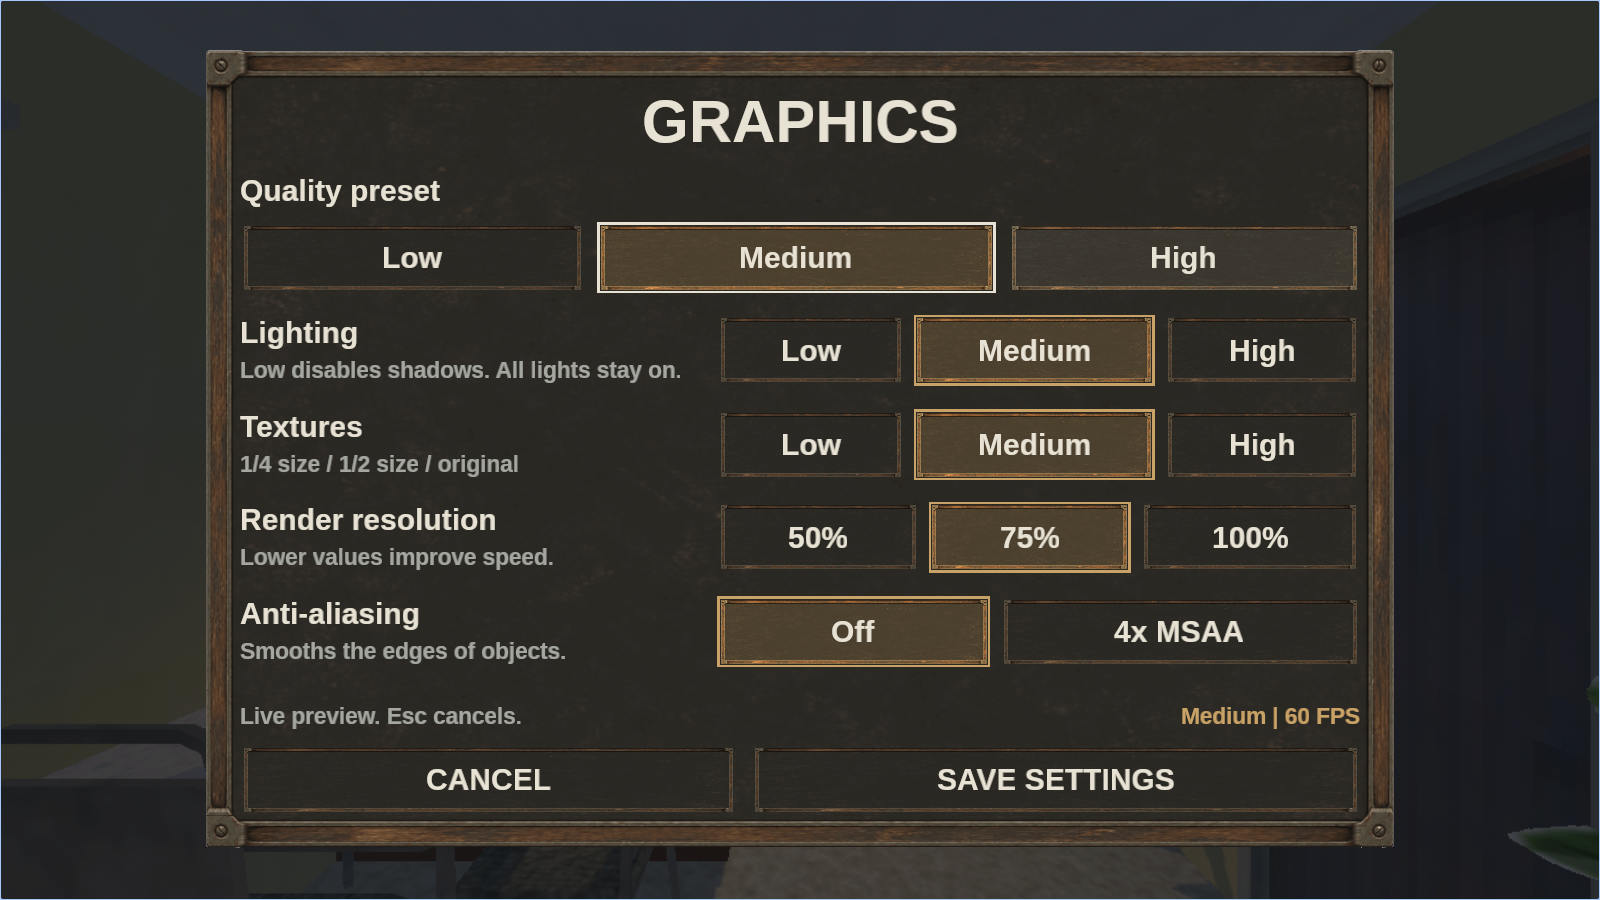 GRAPHICS
Quality preset
Low Medium High
Lighting
Low disables shadows. All lights stay on.
Low Medium High
Textures
1/4 size / 1/2 size / original
Low Medium High
Render resolution
Lower values improve speed.
50% 75% 100%
Anti-aliasing
Smooths the edges of objects.
Off 4x MSAA
Live preview. Esc cancels.
Medium | 60 FPS
CANCEL SAVE SETTINGS